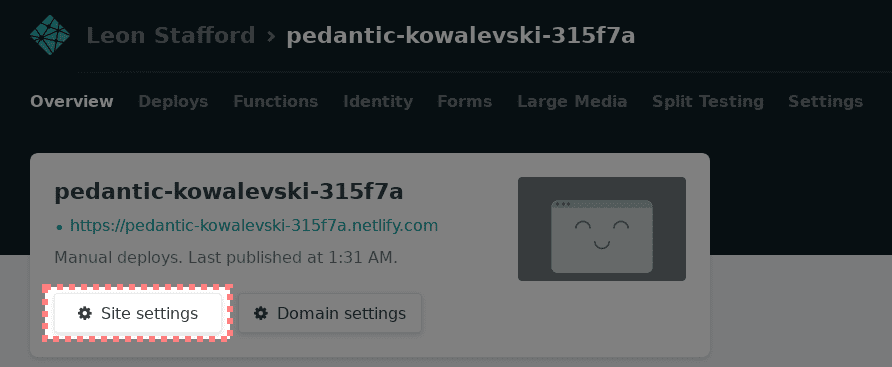 Leon Stafford > pedantic-kowalevski-315f7a
Overview Deploys Functions Identity Forms Large Media Split Testing Settings
pedantic-kowalevski-315f7a
• https://pedantic-kowalevski-315f7a.netlify.com
Manual deploys. Last published at 1:31 AM.
Site settings Domain settings